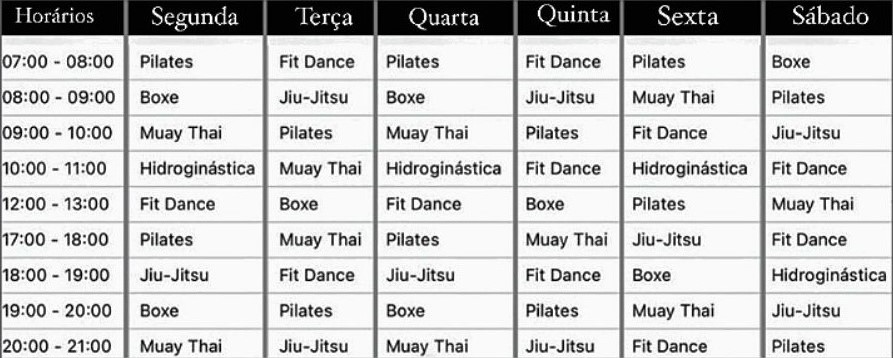 Horários Segunda Terça Quarta Quinta Sexta Sábado
07:00 - 08:00 Pilates Fit Dance Pilates Fit Dance Pilates Boxe
08:00 - 09:00 Boxe Jiu-Jitsu Boxe Jiu-Jitsu Muay Thai Pilates
09:00 - 10:00 Muay Thai Pilates Muay Thai Pilates Fit Dance Jiu-Jitsu
10:00 - 11:00 Hidroginástica Muay Thai Hidroginástica Fit Dance Hidroginástica Fit Dance
12:00 - 13:00 Fit Dance Boxe Fit Dance Boxe Pilates Muay Thai
17:00 - 18:00 Pilates Muay Thai Pilates Muay Thai Jiu-Jitsu Fit Dance
18:00 - 19:00 Jiu-Jitsu Fit Dance Jiu-Jitsu Fit Dance Boxe Hidroginástica
19:00 - 20:00 Boxe Pilates Boxe Pilates Muay Thai Jiu-Jitsu
20:00 - 21:00 Muay Thai Jiu-Jitsu Muay Thai Jiu-Jitsu Fit Dance Pilates